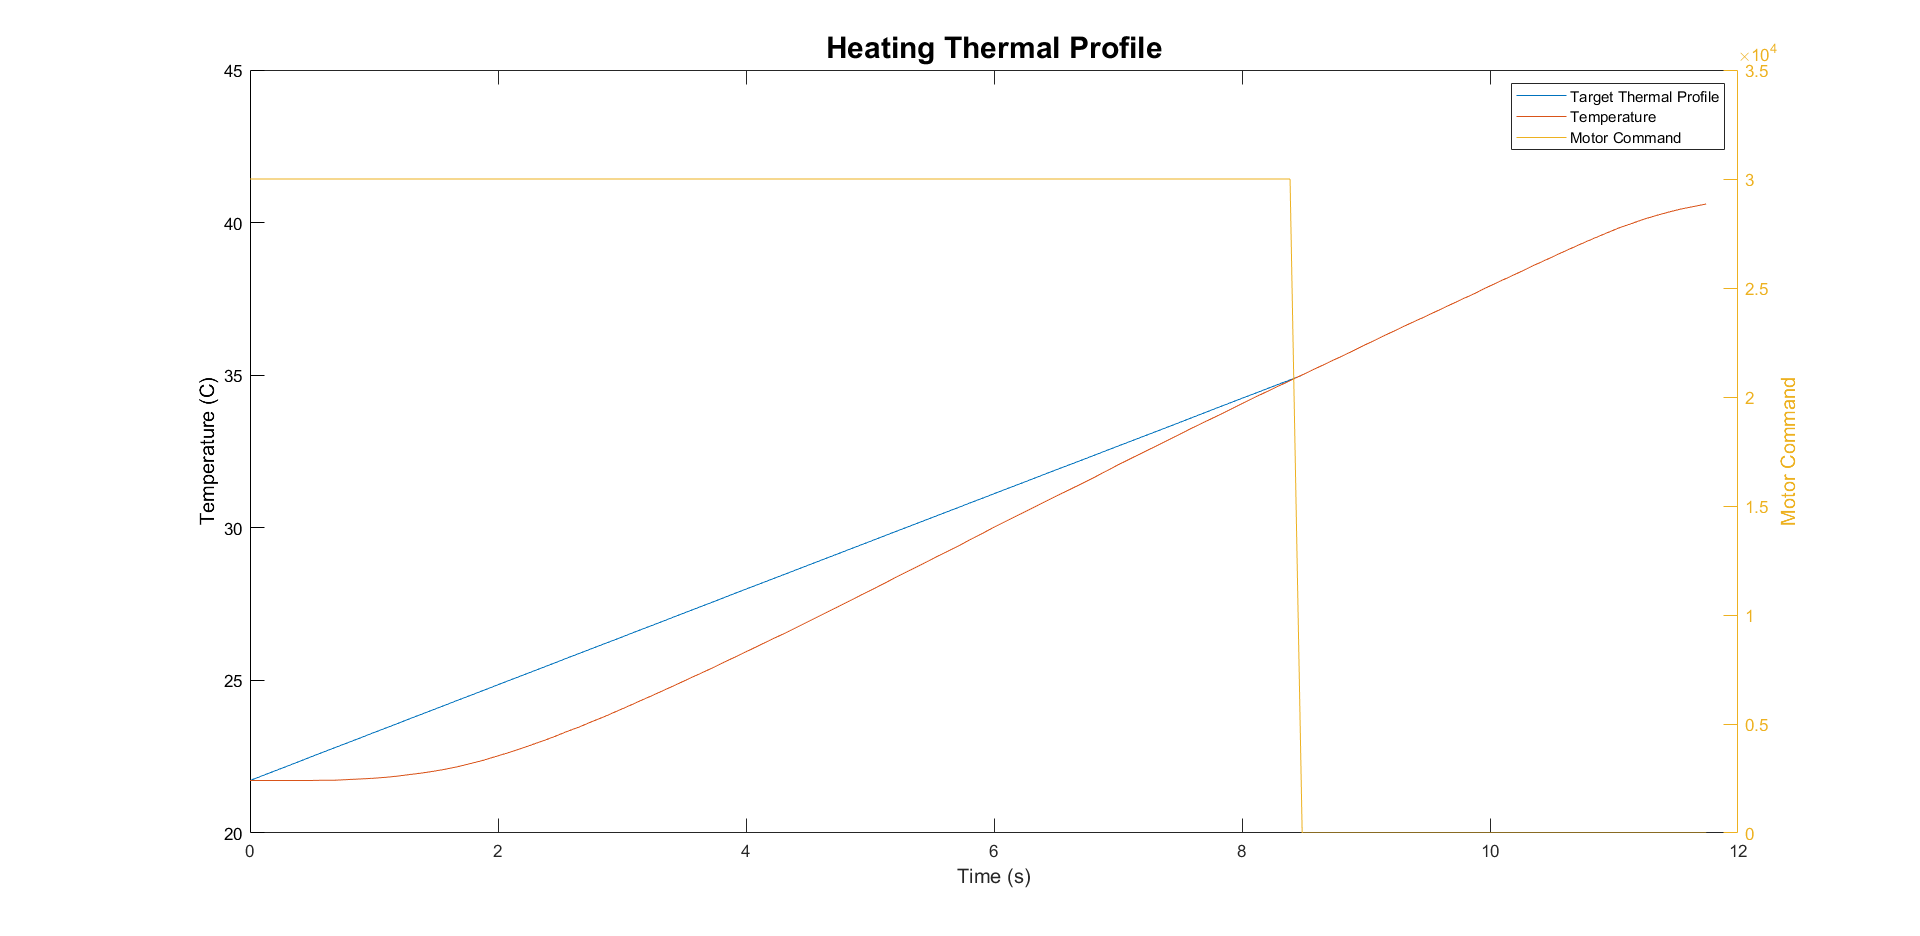 Heating Thermal Profile
×10^4
45
40
35
30
25
20
Temperature (C)
3.5
3
2.5
2
1.5
1
0.5
0
Motor Command
Target Thermal Profile
Temperature
Motor Command
0 2 4 6 8 10 12
Time (s)